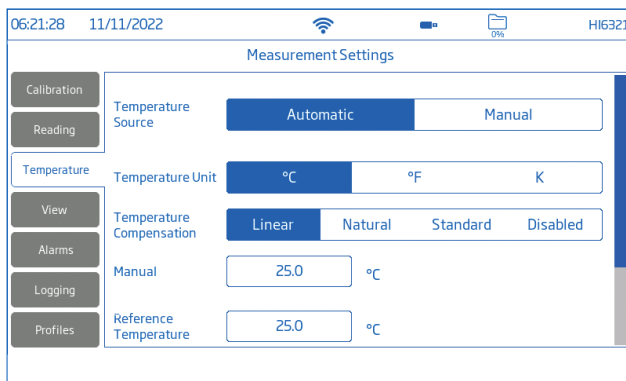 06:21:28 11/11/2022
0%
HI6321
Measurement Settings
Calibration
Reading
Temperature
View
Alarms
Logging
Profiles
Temperature
Source
Automatic Manual
Temperature Unit °C °F K
Temperature
Compensation
Linear Natural Standard Disabled
Manual 25.0 °C
Reference
Temperature
25.0 °C